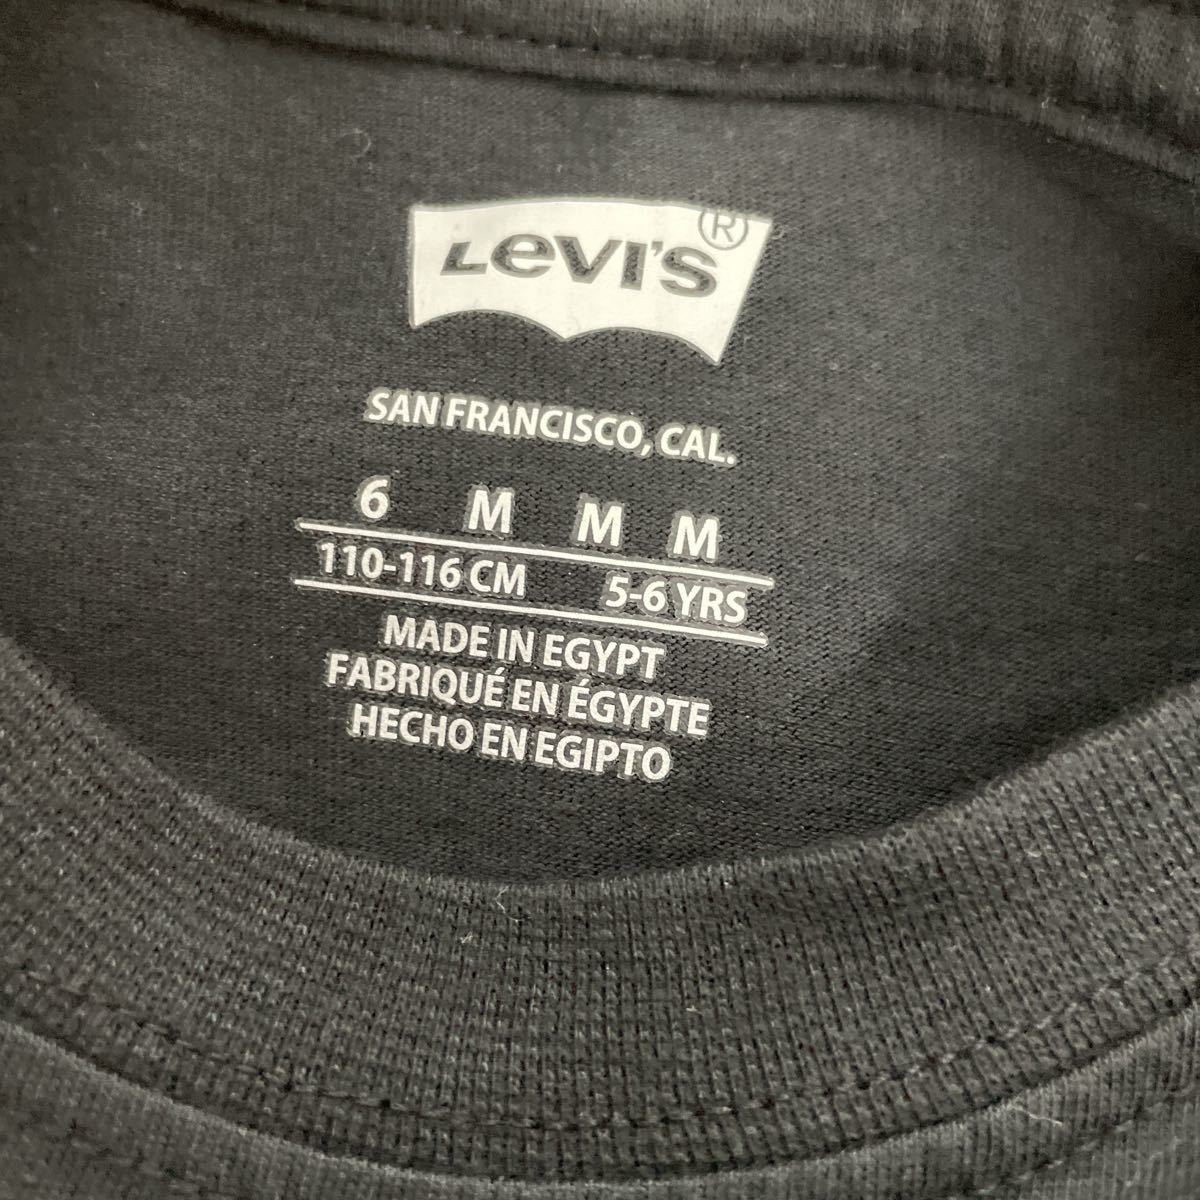 LEVI'S®
SAN FRANCISCO, CAL.
6 M M M
110-116 CM 5-6 YRS
MADE IN EGYPT
FABRIQUÉ EN ÉGYPTE
HECHO EN EGIPTO